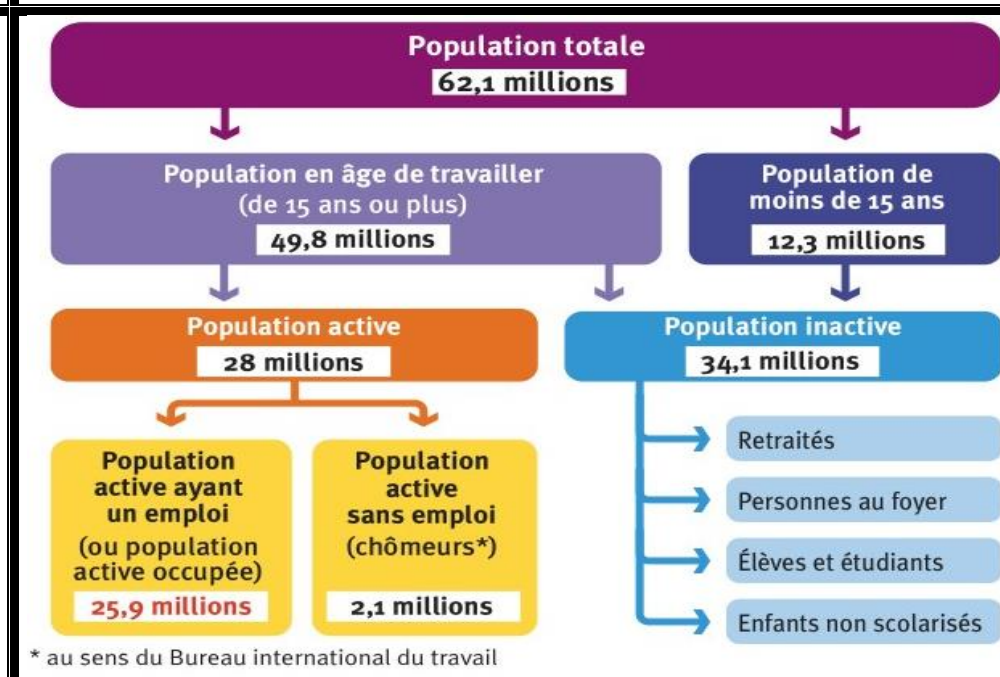 Population totale
62,1 millions
Population en âge de travailler
(de 15 ans ou plus)
49,8 millions
Population de
moins de 15 ans
12,3 millions
Population active
28 millions
Population inactive
34,1 millions
Population
active ayant
un emploi
(ou population
active occupée)
25,9 millions
Population
active
sans emploi
(chômeurs*)
2,1 millions
Retraités
Personnes au foyer
Élèves et étudiants
Enfants non scolarisés
* au sens du Bureau international du travail